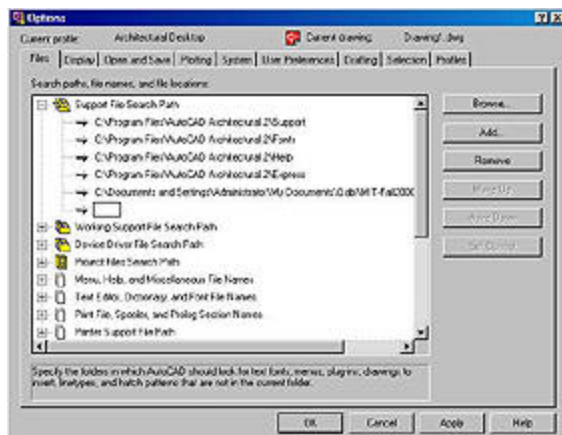 Options
Current profile: Architectural Desktop Current drawing: Drawing1.dwg
Files Display Open and Save Plotting System User Preferences Drafting Selection Profiles
Search paths, file names, and file locations:
Support File Search Path
C:\Program Files\AutoCAD Architectural 2\Support
C:\Program Files\AutoCAD Architectural 2\Fonts
C:\Program Files\AutoCAD Architectural 2\Help
C:\Program Files\AutoCAD Architectural 2\Express
C:\Documents and Settings\Administrator\My Documents\
Working Support File Search Path
Device Driver File Search Path
Project Files Search Path
Menu, Help, and Miscellaneous File Names
Text Editor, Dictionary, and Font File Names
Print File, Spooler, and Prolog Section Names
Printer Support File Path
Browse...
Add...
Remove
Move Up
Move Down
Set Current
Specify the folders in which AutoCAD should look for text fonts, menus, plug-ins, drawings to
insert, linetypes, and hatch patterns that are not in the current folder.
OK Cancel Apply Help